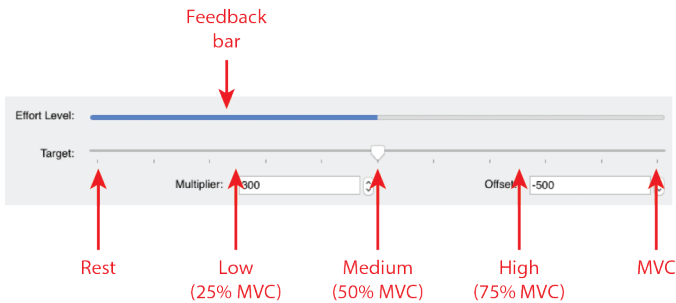 Feedback
bar
Effort Level:
Target:
Multiplier: 300 Offset: -500
Rest Low Medium High MVC
(25% MVC) (50% MVC) (75% MVC)